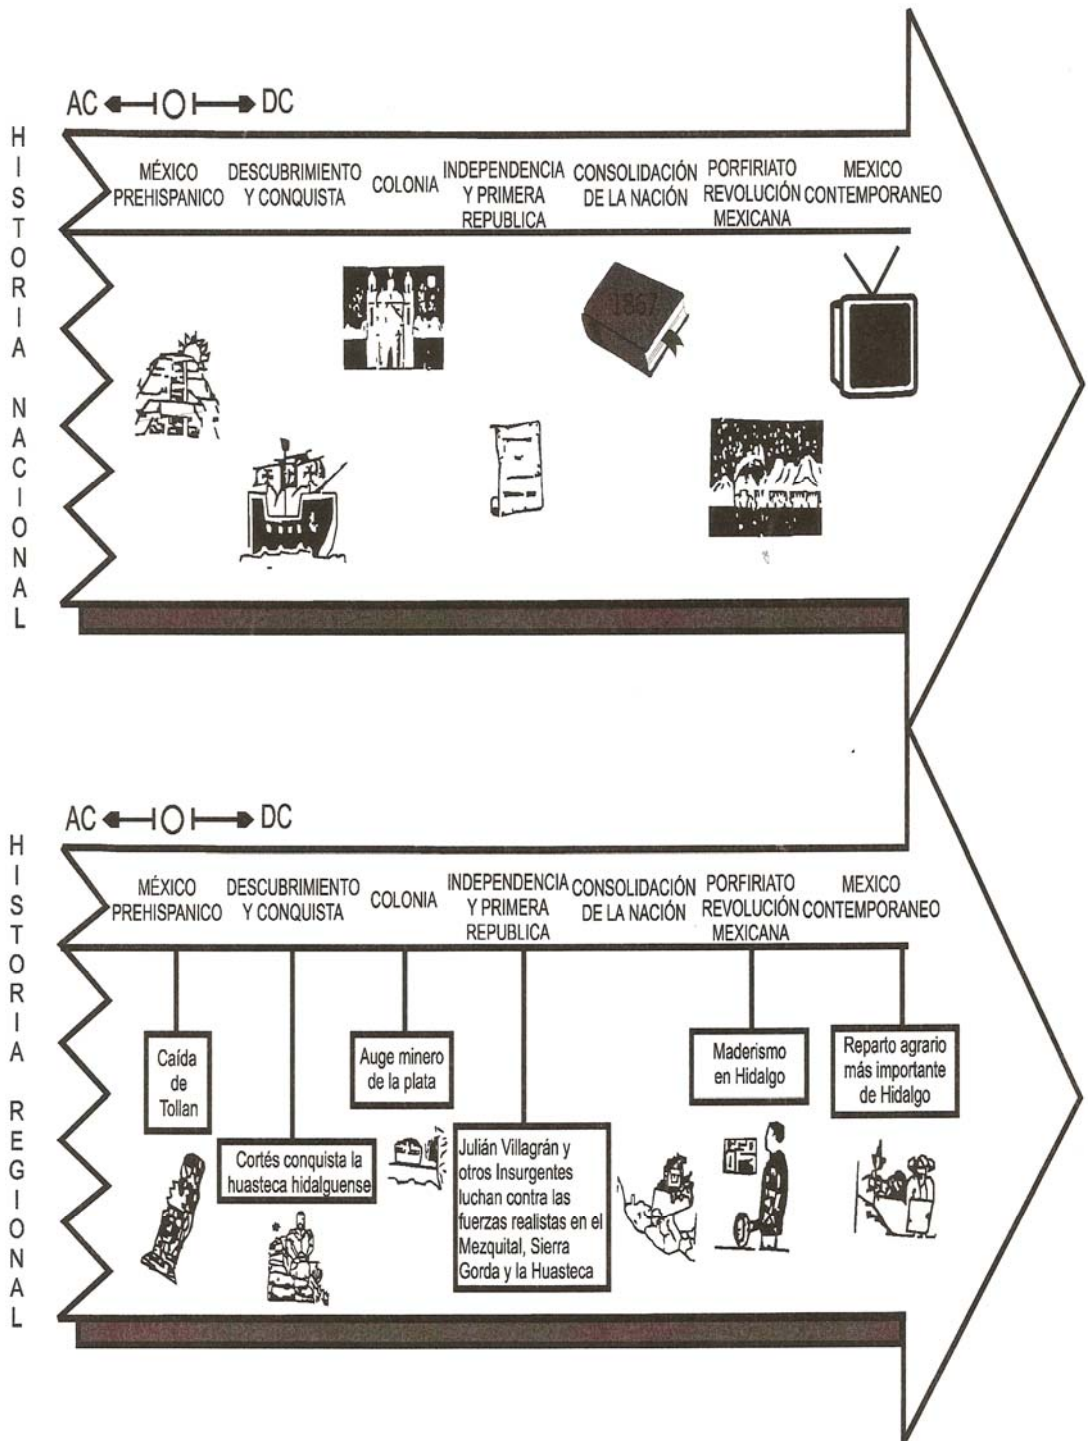 AC O DC
HISTORIA NACIONAL
MÉXICO
PREHISPANICO
DESCUBRIMIENTO
Y CONQUISTA
COLONIA
INDEPENDENCIA
Y PRIMERA
REPUBLICA
CONSOLIDACIÓN
DE LA NACIÓN
PORFIRIATO
REVOLUCIÓN
MEXICANA
MEXICO
CONTEMPORANEO
1867
AC O DC
HISTORIA REGIONAL
MÉXICO
PREHISPANICO
DESCUBRIMIENTO
Y CONQUISTA
COLONIA
INDEPENDENCIA
Y PRIMERA
REPUBLICA
CONSOLIDACIÓN
DE LA NACIÓN
PORFIRIATO
REVOLUCIÓN
MEXICANA
MEXICO
CONTEMPORANEO
Caída
de
Tollan
Cortés conquista la
huasteca hidalguense
Auge minero
de la plata
Julián Villagrán y
otros Insurgentes
luchan contra las
fuerzas realistas en el
Mezquital, Sierra
Gorda y la Huasteca
Maderismo
en Hidalgo
Reparto agrario
más importante
de Hidalgo